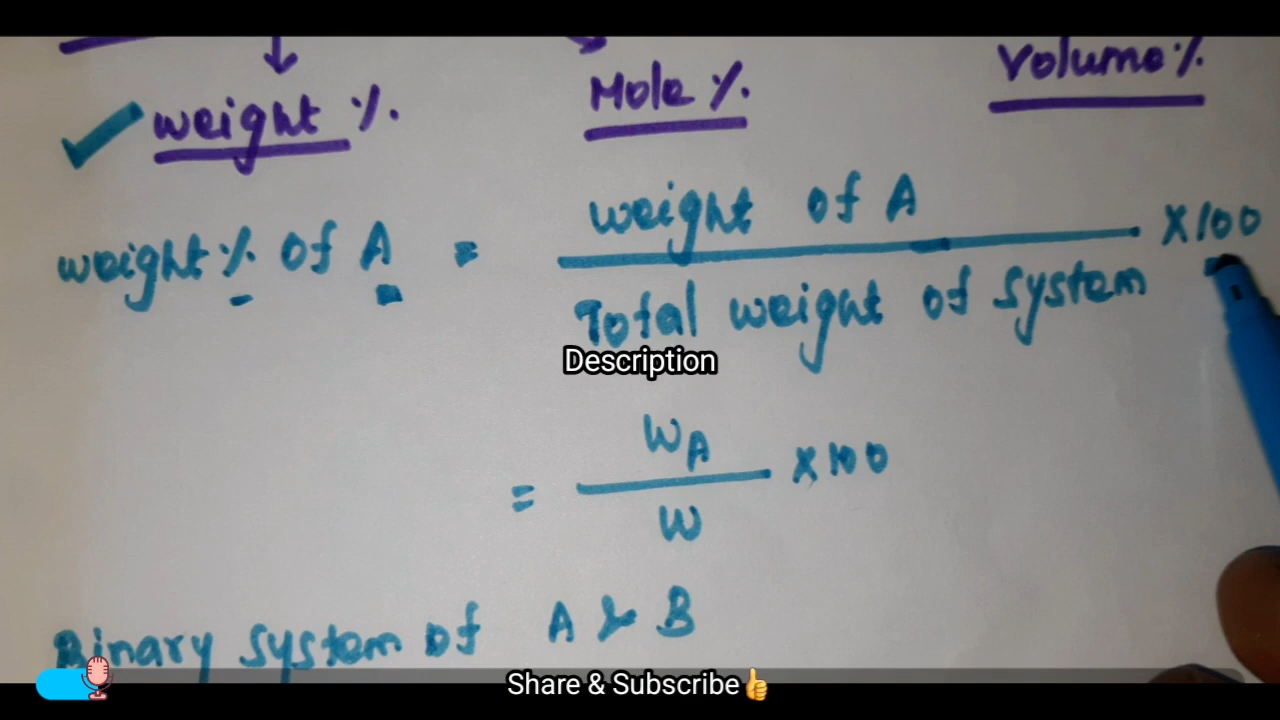 weight %.
Mole %.
Volume %.
weight % of A = weight of A / Total weight of system X 100
Description
= WA / W X 100
Binary system of A & B
Share & Subscribe👍